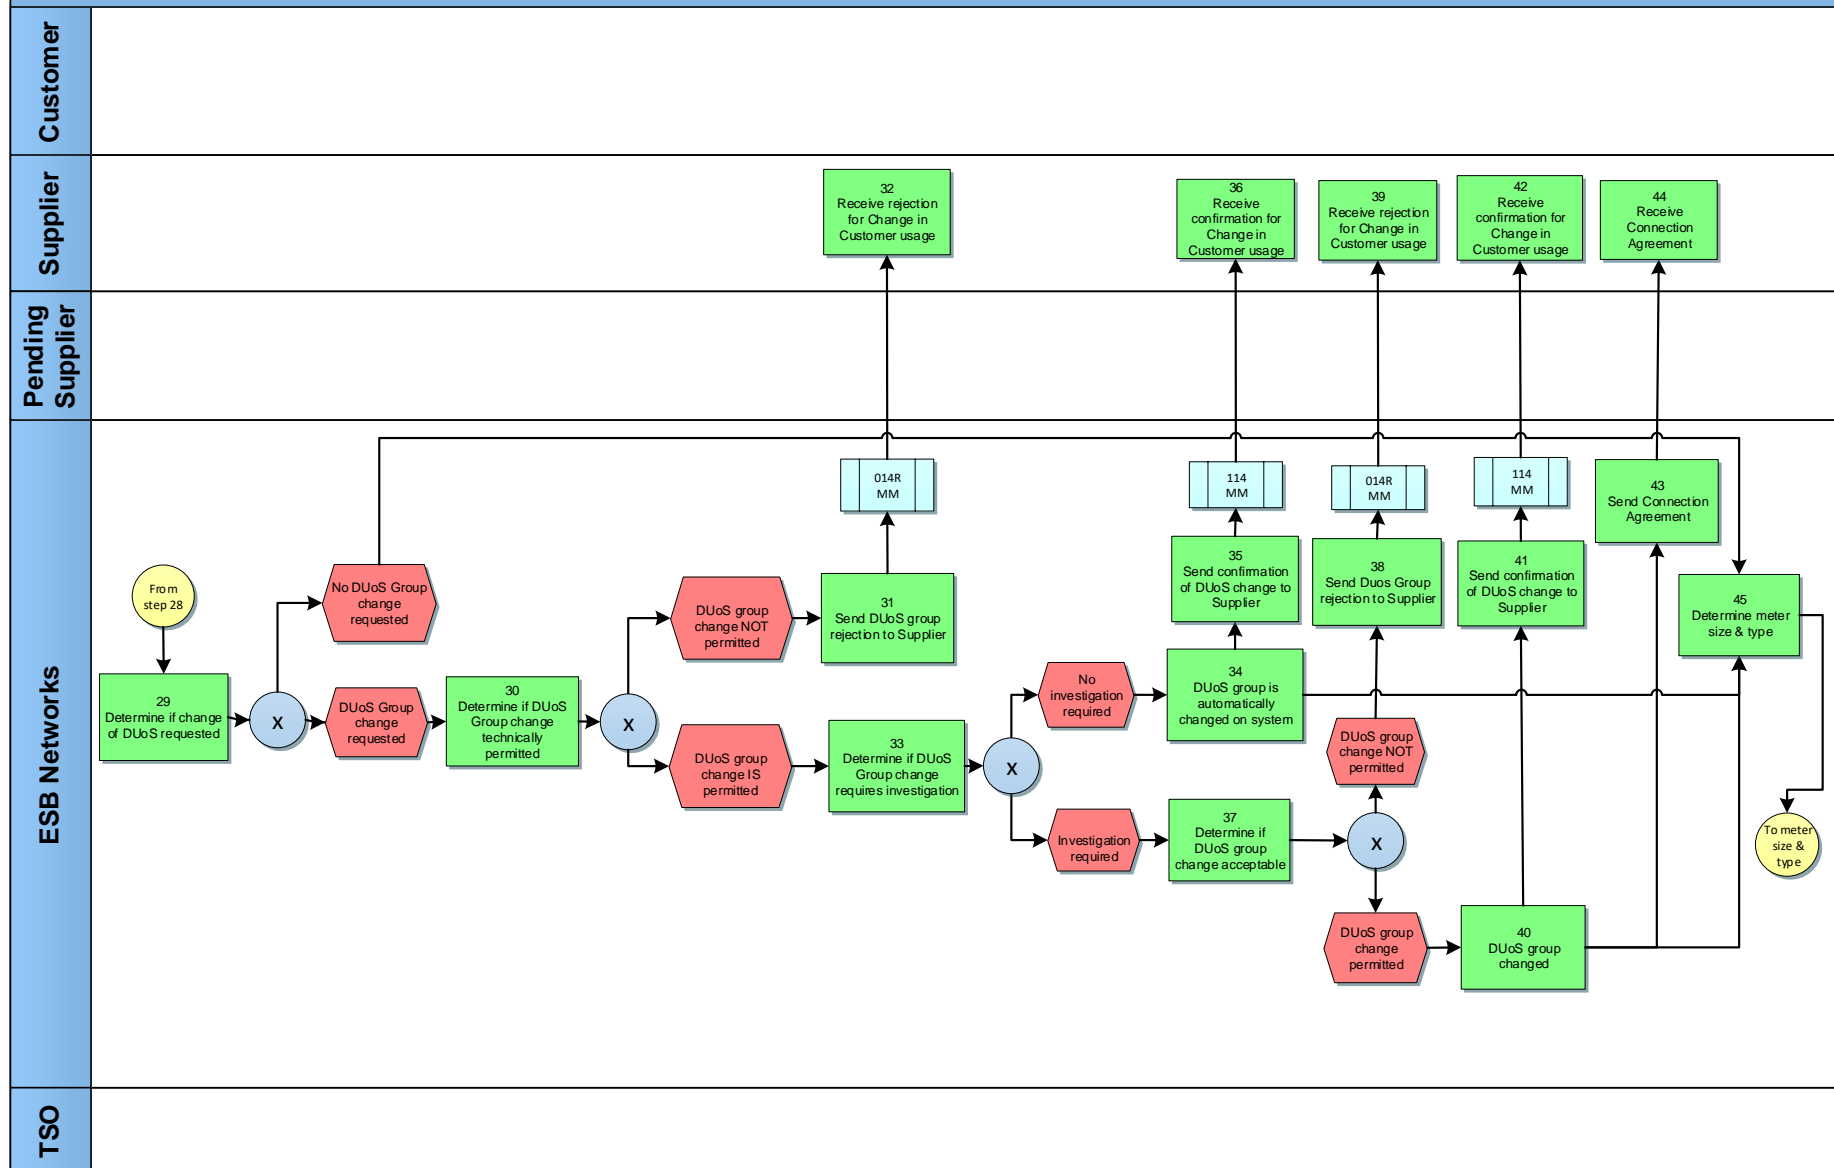 Customer
Supplier
32
Receive rejection
for Change in
Customer usage
36
Receive
confirmation for
Change in
Customer usage
39
Receive rejection
for Change in
Customer usage
42
Receive
confirmation for
Change in
Customer usage
44
Receive
Connection
Agreement
Pending
Supplier
ESB Networks
From
step 28
29
Determine if change
of DUoS requested
X
No DUoS Group
change
requested
DUoS Group
change
requested
30
Determine if DUoS
Group change
technically
permitted
X
DUoS group
change NOT
permitted
DUoS group
change IS
permitted
014R
MM
31
Send DUoS group
rejection to Supplier
33
Determine if DUoS
Group change
requires investigation
X
No
investigation
required
Investigation
required
114
MM
35
Send confirmation
of DUoS change to
Supplier
34
DUoS group is
automatically
changed on system
37
Determine if
DUoS group
change acceptable
014R
MM
38
Send Duos Group
rejection to Supplier
DUoS group
change NOT
permitted
X
DUoS group
change
permitted
114
MM
41
Send confirmation
of DUoS change to
Supplier
40
DUoS group
changed
43
Send Connection
Agreement
45
Determine meter
size & type
To meter
size &
type
TSO